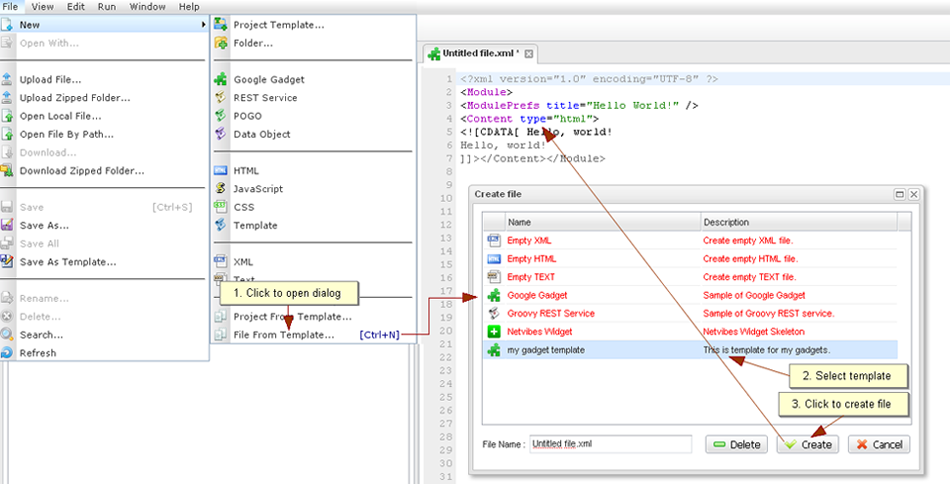 File View Edit Run Window Help
New
Open With...
Upload File...
Upload Zipped Folder...
Open Local File...
Open File By Path...
Download...
Download Zipped Folder...
Save [Ctrl+S]
Save As...
Save All
Save As Template...
Rename...
Delete...
Search...
Refresh
Project Template...
Folder...
Google Gadget
REST Service
POGO
Data Object
HTML
JavaScript
CSS
Template
XML
Text
1. Click to open dialog
Project From Template...
File From Template... [Ctrl+N]
Untitled file.xml *
1 <?xml version="1.0" encoding="UTF-8" ?>
2 <Module>
3 <ModulePrefs title="Hello World!" />
4 <Content type="html">
5 <![CDATA[ Hello, world!
6 Hello, world!
7 ]]></Content></Module>
8
9
10
11
12
13
14
15
16
17
18
19
20
21
22
23
24
25
26
27
28
29
30
31
Create file
Name Description
Empty XML Create empty XML file.
Empty HTML Create empty HTML file.
Empty TEXT Create empty TEXT file.
Google Gadget Sample of Google Gadget
Groovy REST Service Sample of Groovy REST service.
Netvibes Widget Netvibes Widget Skeleton
my gadget template This is template for my gadgets.
2. Select template
3. Click to create file
File Name : Untitled file.xml Delete Create Cancel